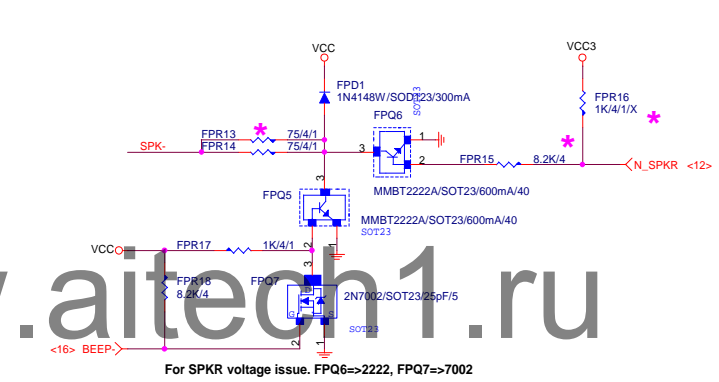 VCC
VCC3
FPD1
1N4148W/SOD123/300mA
SOT23
FPR16
1K/4/1/X
*
*
*
FPQ6
FPR13
75/4/1
SPK-
FPR14
75/4/1
3
1
2
FPR15
8.2K/4
N_SPKR <12>
3
MMBT2222A/SOT23/600mA/40
FPQ5
MMBT2222A/SOT23/600mA/40
SOT23
2
1
VCC
FPR17
1K/4/1
3
FPR18
8.2K/4
FPQ7
D
G
S
2N7002/SOT23/25pF/5
SOT23
.aitech1.ru
<16> BEEP-
2
1
For SPKR voltage issue. FPQ6=>2222, FPQ7=>7002